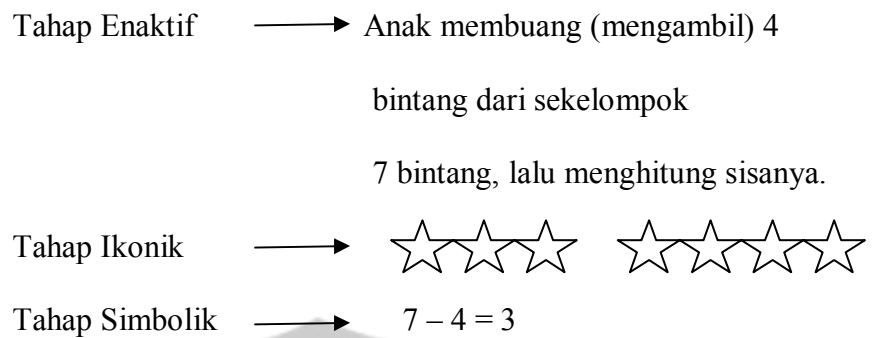 Tahap Enaktif Anak membuang (mengambil) 4
bintang dari sekelompok
7 bintang, lalu menghitung sisanya.
Tahap Ikonik
Tahap Simbolik 7 – 4 = 3